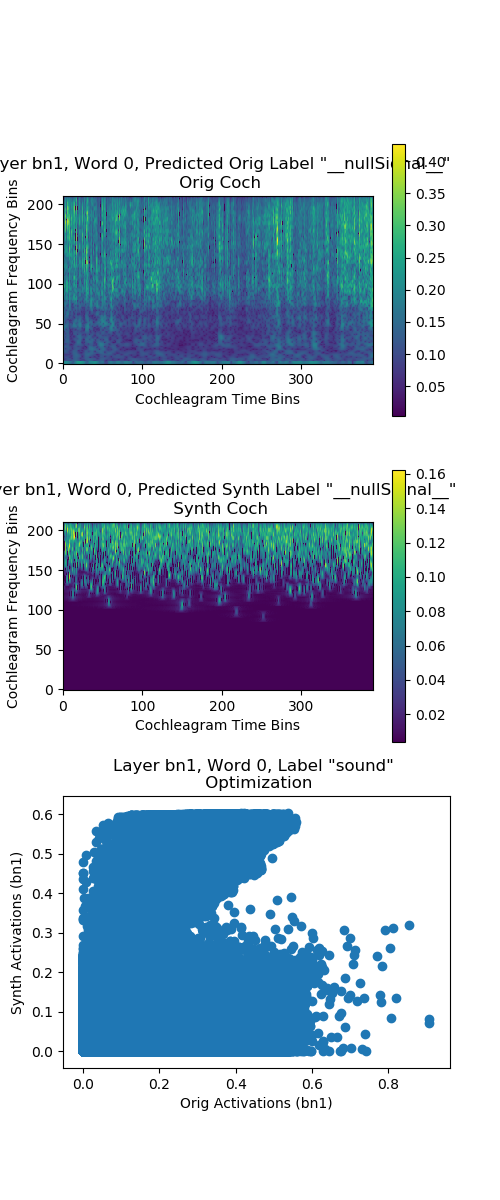 yer bn1, Word 0, Predicted Orig Label "__nullSignal__"
Orig Coch
Cochleagram Frequency Bins
200
150
100
50
0
0 100 200 300
Cochleagram Time Bins
0.40
0.35
0.30
0.25
0.20
0.15
0.10
0.05
yer bn1, Word 0, Predicted Synth Label "__nullSignal__"
Synth Coch
Cochleagram Frequency Bins
200
150
100
50
0
0 100 200 300
Cochleagram Time Bins
0.16
0.14
0.12
0.10
0.08
0.06
0.04
0.02
Layer bn1, Word 0, Label "sound"
Optimization
Synth Activations (bn1)
0.6
0.5
0.4
0.3
0.2
0.1
0.0
0.0 0.2 0.4 0.6 0.8
Orig Activations (bn1)